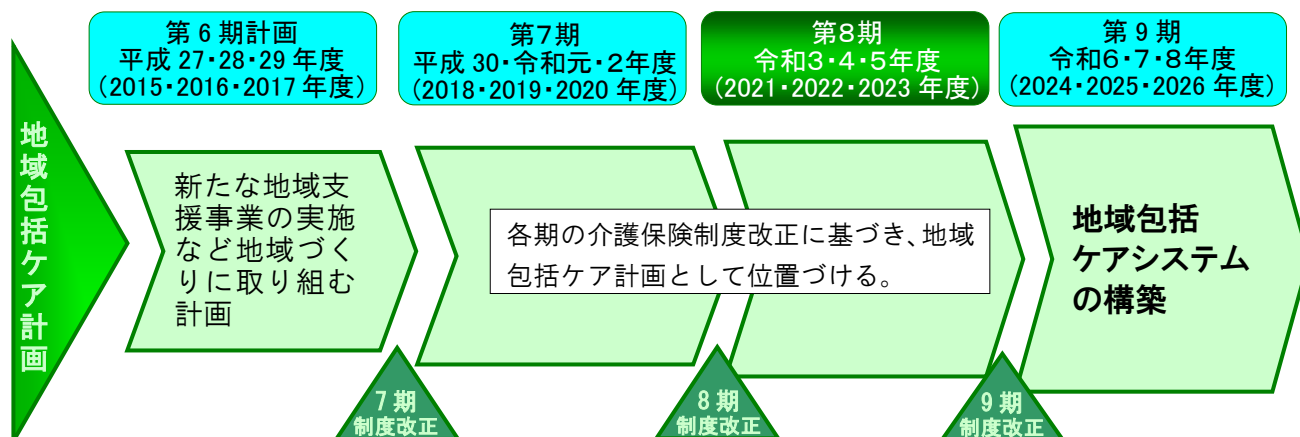 第６期計画
平成 27・28・29 年度
（2015・2016・2017 年度）
第７期
平成 30・令和元・２年度
（2018・2019・2020 年度）
第８期
令和３・４・５年度
（2021・2022・2023 年度）
第９期
令和６・７・８年度
（2024・2025・2026 年度）
地域包括ケア計画
新たな地域支
援事業の実施
など地域づく
りに取り組む
計画
各期の介護保険制度改正に基づき、地域
包括ケア計画として位置づける。
地域包括
ケアシステム
の構築
７期
制度改正
８期
制度改正
９期
制度改正